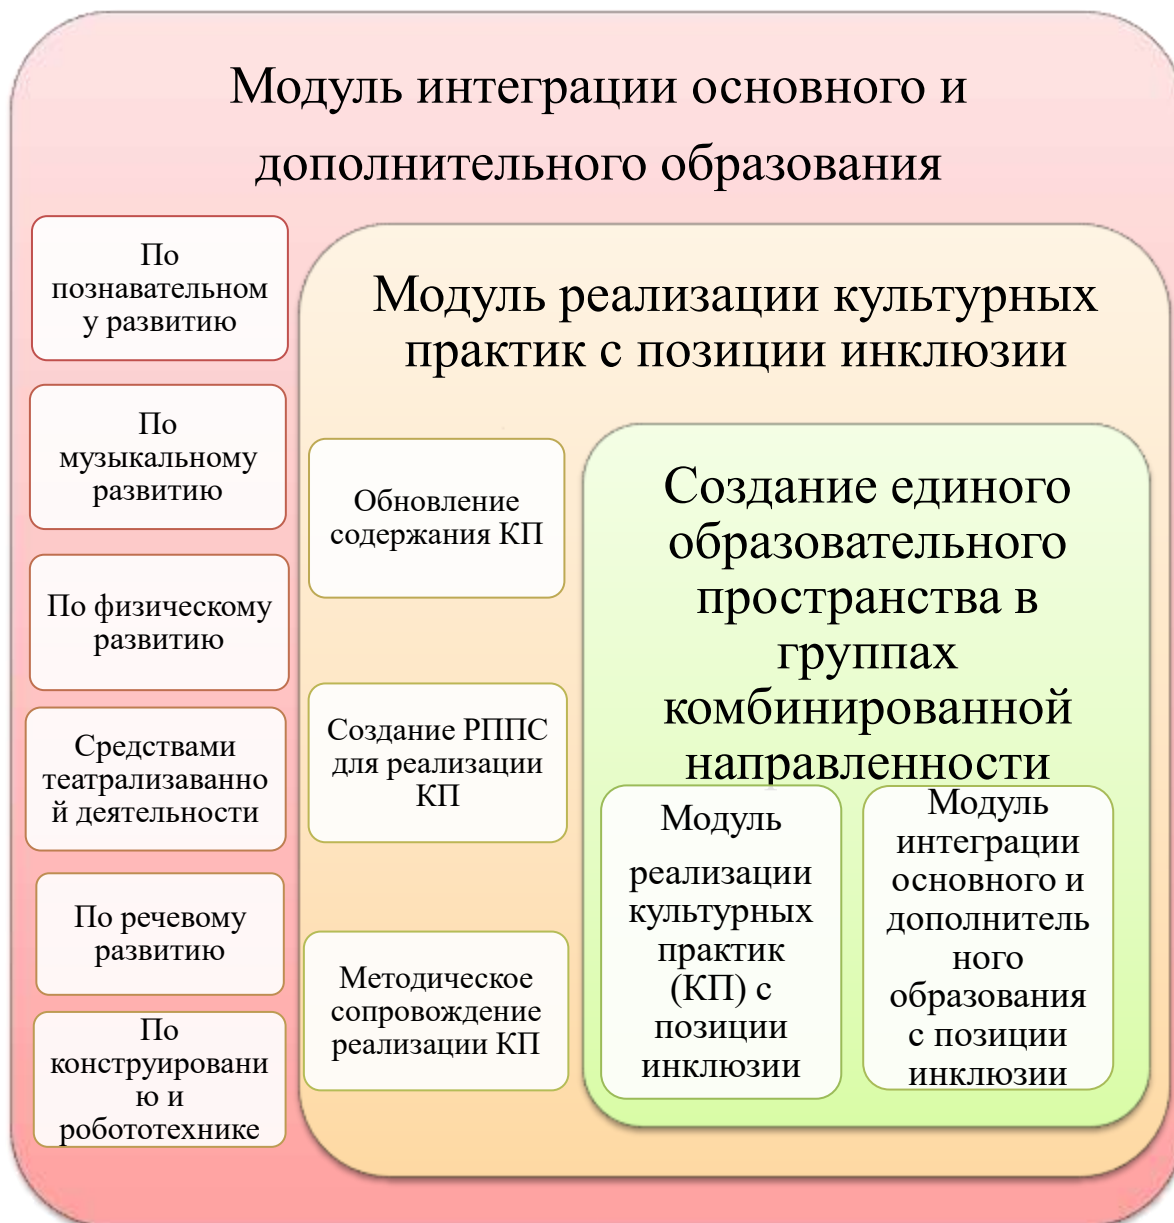 Модуль интеграции основного и
дополнительного образования
По
познавательном
у развитию
По
музыкальному
развитию
По физическому
развитию
Средствами
театрализаванно
й деятельности
По речевому
развитию
По
конструировани
ю и
робототехнике
Модуль реализации культурных
практик с позиции инклюзии
Обновление
содержания КП
Создание РППС
для реализации
КП
Методическое
сопровождение
реализации КП
Создание единого
образовательного
пространства в
группах
комбинированной
направленности
Модуль
реализации
культурных
практик
(КП) с
позиции
инклюзии
Модуль
интеграции
основного и
дополнитель
ного
образования
с позиции
инклюзии